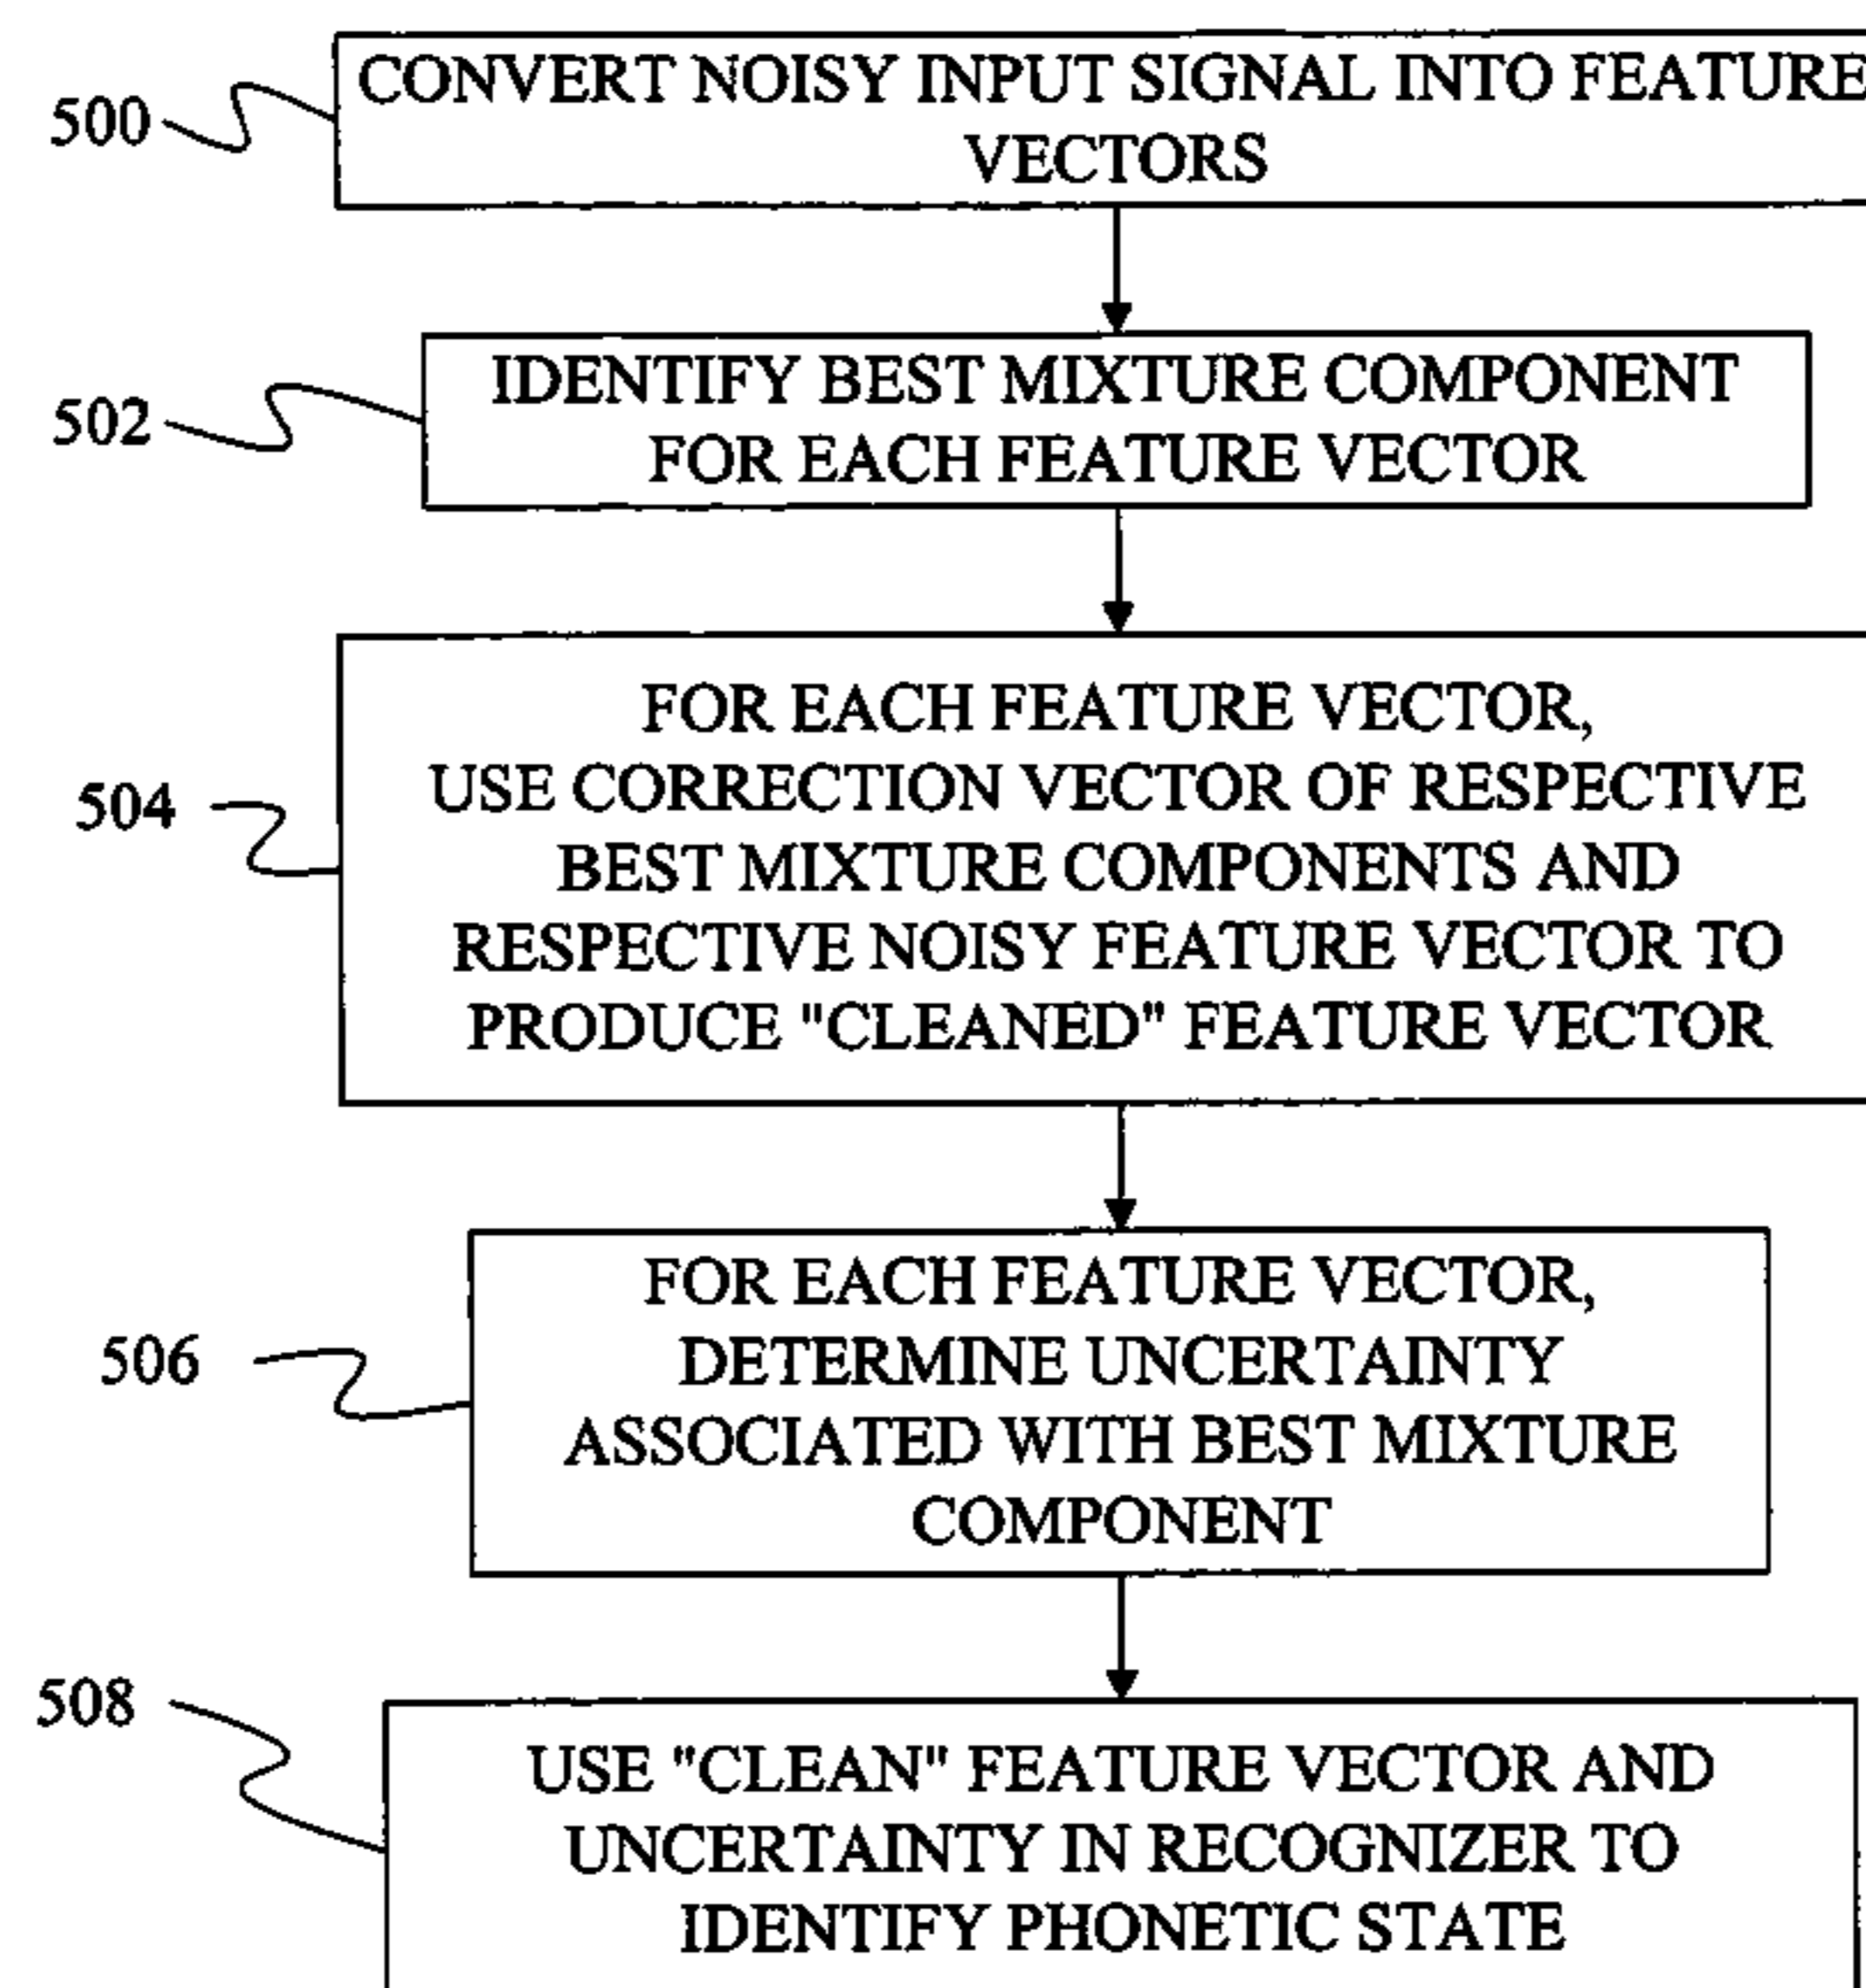 500
CONVERT NOISY INPUT SIGNAL INTO FEATURE
VECTORS
502
IDENTIFY BEST MIXTURE COMPONENT
FOR EACH FEATURE VECTOR
504
FOR EACH FEATURE VECTOR,
USE CORRECTION VECTOR OF RESPECTIVE
BEST MIXTURE COMPONENTS AND
RESPECTIVE NOISY FEATURE VECTOR TO
PRODUCE "CLEANED" FEATURE VECTOR
506
FOR EACH FEATURE VECTOR,
DETERMINE UNCERTAINTY
ASSOCIATED WITH BEST MIXTURE
COMPONENT
508
USE "CLEAN" FEATURE VECTOR AND
UNCERTAINTY IN RECOGNIZER TO
IDENTIFY PHONETIC STATE